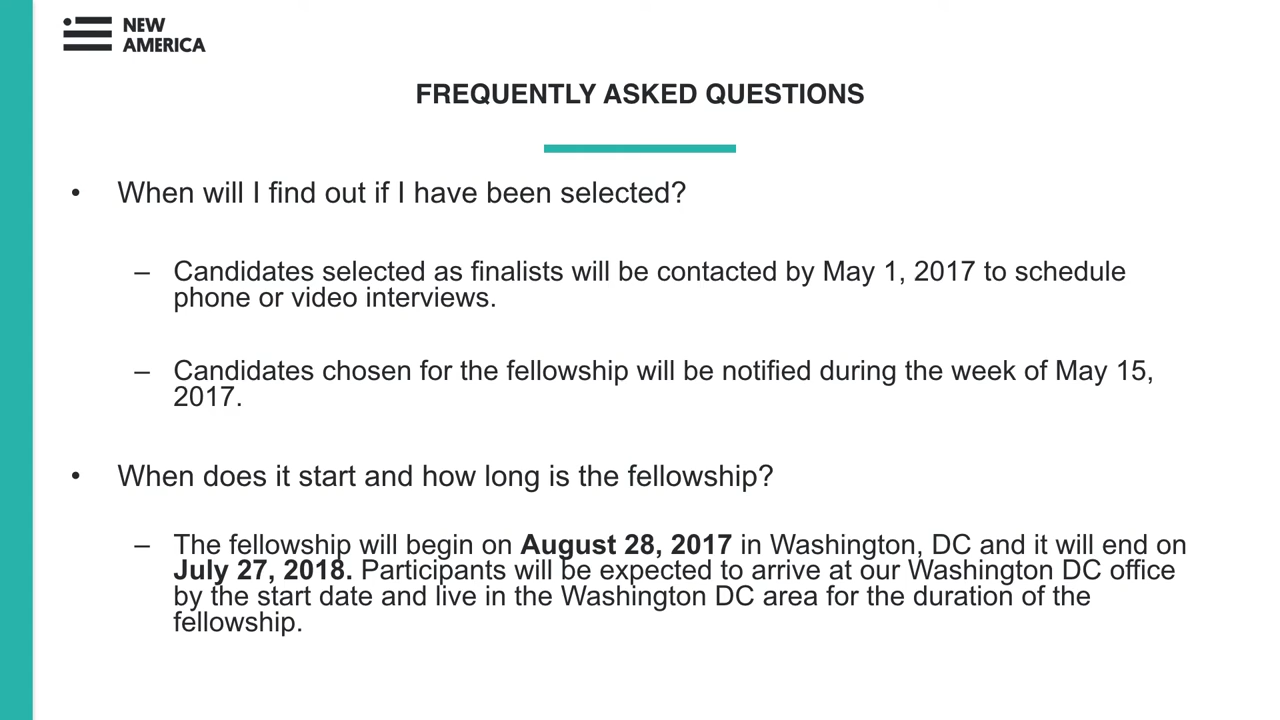 NEW
AMERICA
FREQUENTLY ASKED QUESTIONS
• When will I find out if I have been selected?
– Candidates selected as finalists will be contacted by May 1, 2017 to schedule
phone or video interviews.
– Candidates chosen for the fellowship will be notified during the week of May 15,
2017.
• When does it start and how long is the fellowship?
– The fellowship will begin on August 28, 2017 in Washington, DC and it will end on
July 27, 2018. Participants will be expected to arrive at our Washington DC office
by the start date and live in the Washington DC area for the duration of the
fellowship.